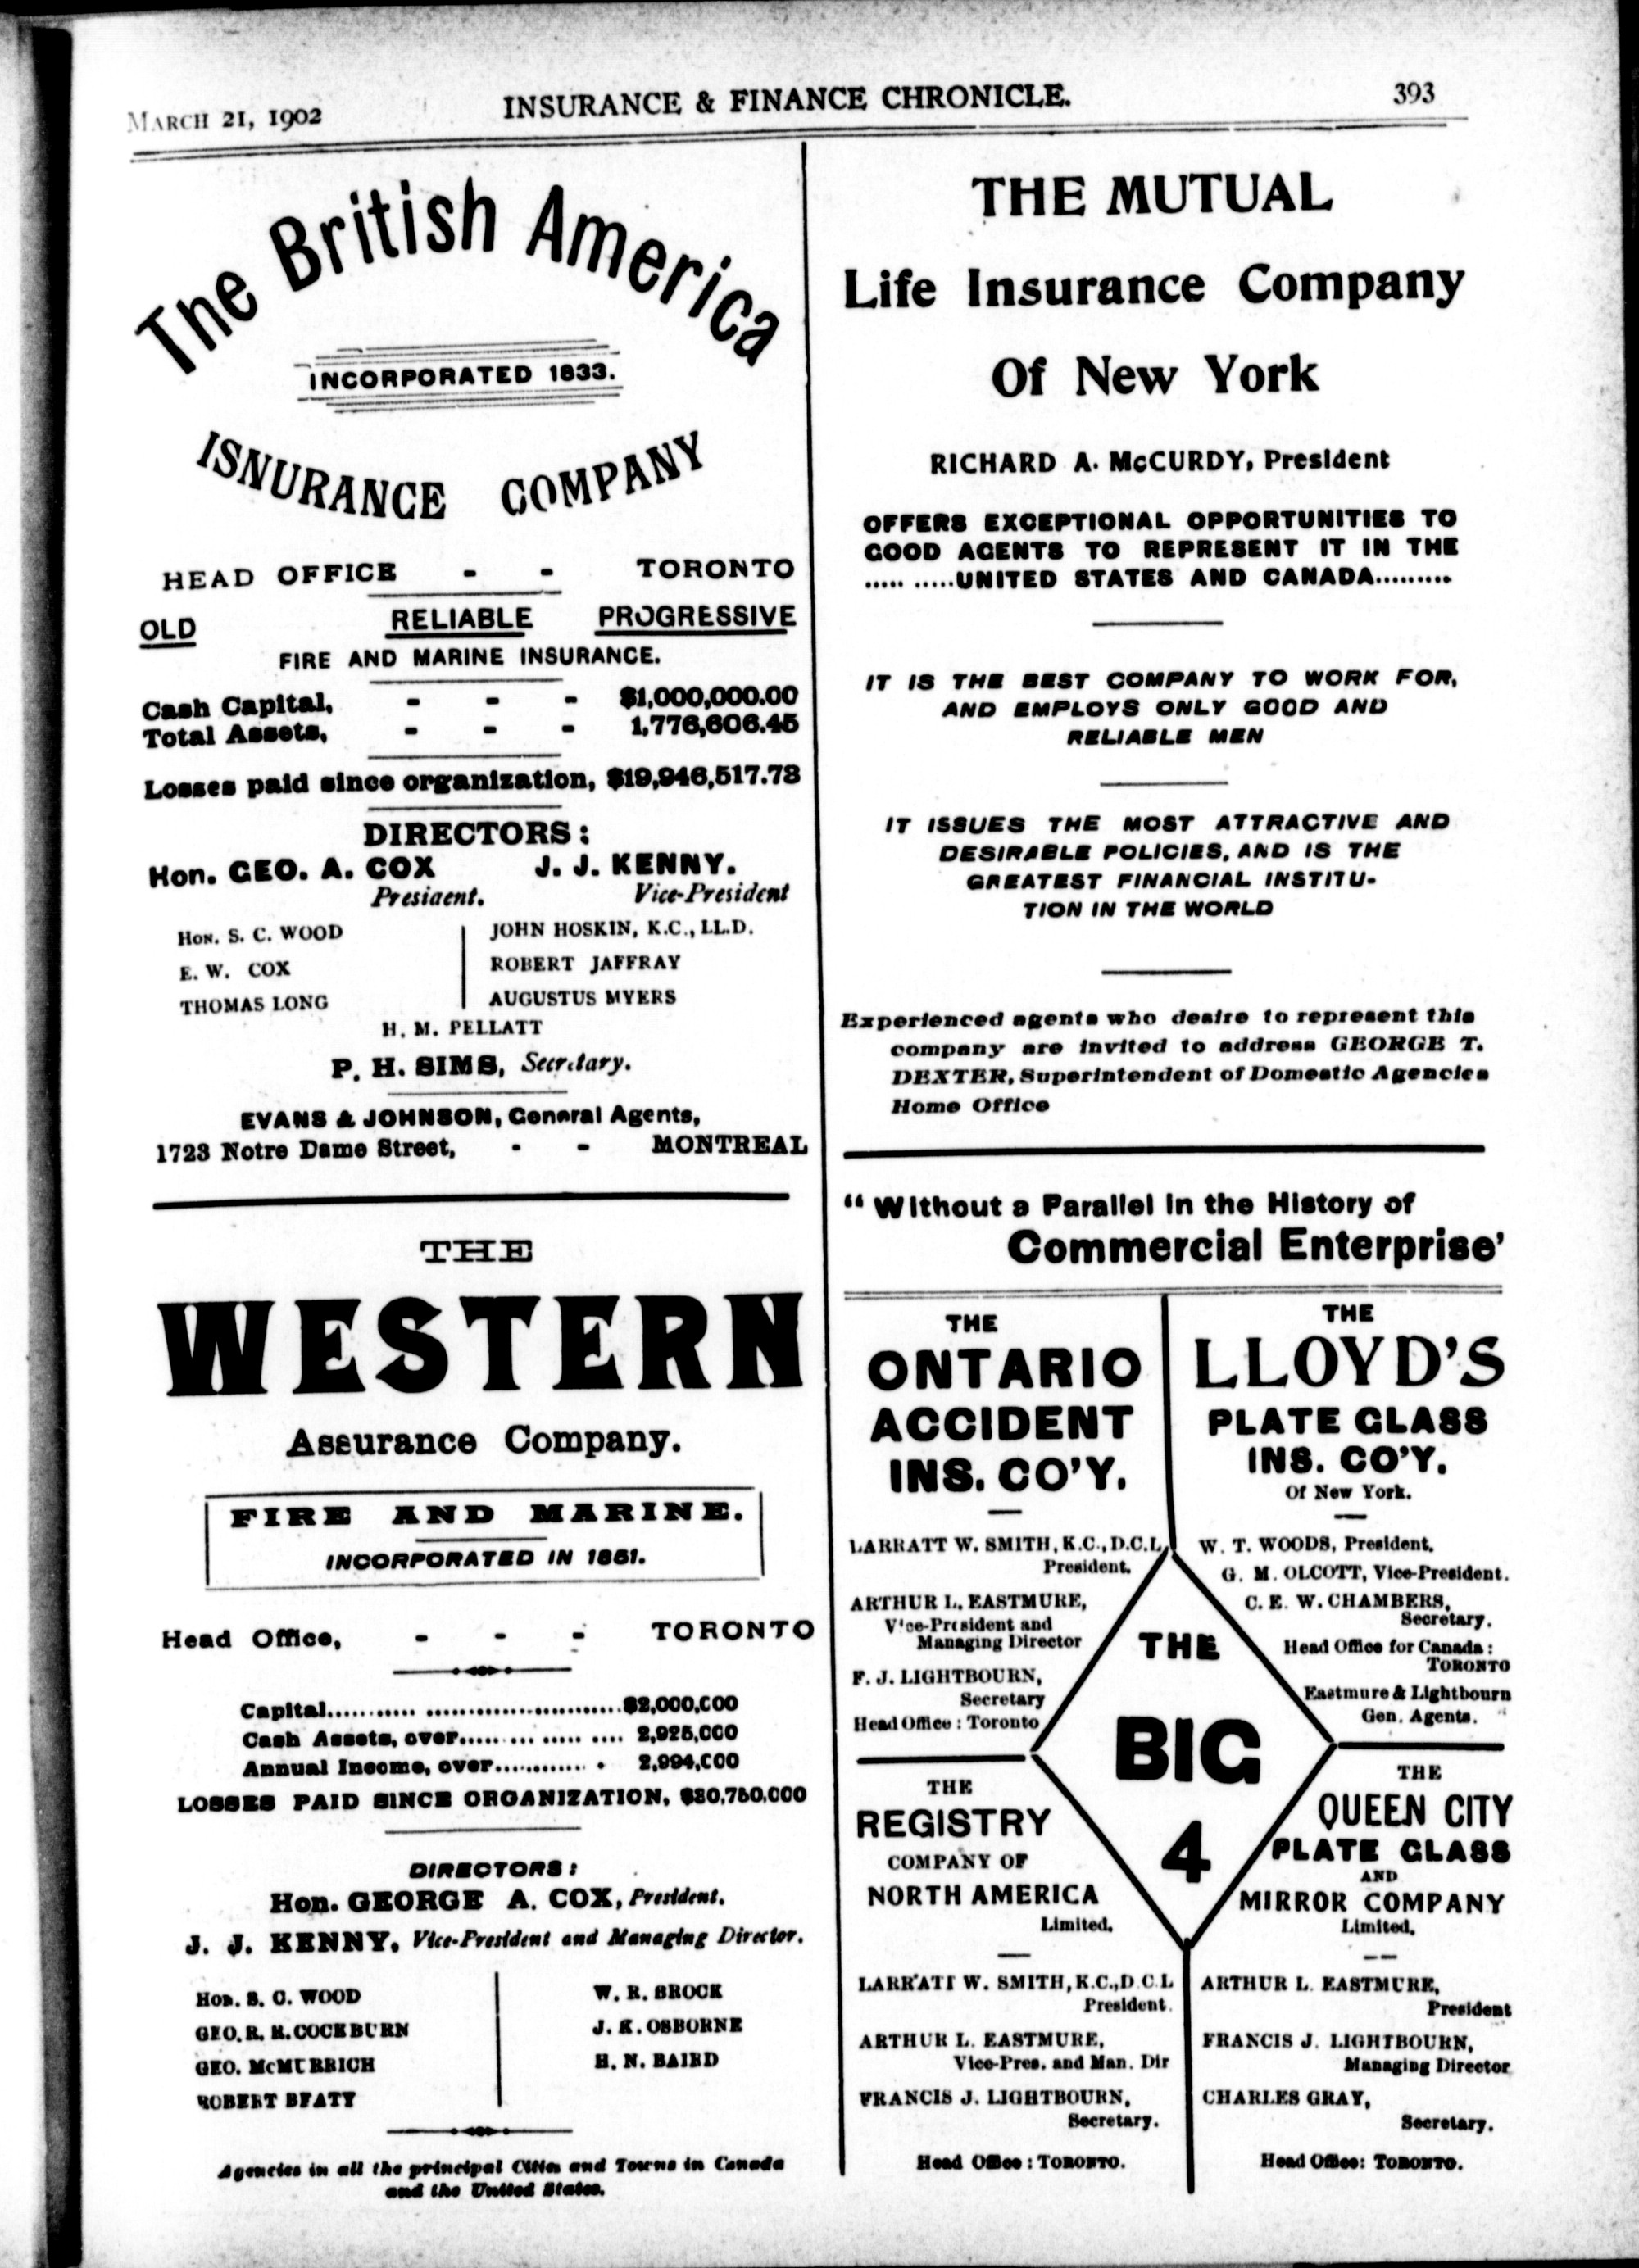 MARCH 21, 1902
INSURANCE & FINANCE CHRONICLE.
393
The British America
INCORPORATED 1833.
ISNURANCE COMPANY
HEAD OFFICE - - TORONTO
OLD RELIABLE PROGRESSIVE
FIRE AND MARINE INSURANCE.
Cash Capital, - - - $1,000,000.00
Total Assets, - - - 1,776,606.45
Losses paid since organization, $19,946,517.73
DIRECTORS:
Hon. GEO. A. COX J. J. KENNY.
President. Vice-President
HON. S. C. WOOD JOHN HOSKIN, K.C., LL.D.
E. W. COX ROBERT JAFFRAY
THOMAS LONG AUGUSTUS MYERS
H. M. PELLATT
P. H. SIMS, Secretary.
EVANS & JOHNSON, General Agents,
1723 Notre Dame Street, - - MONTREAL
THE
WESTERN
Assurance Company.
FIRE AND MARINE.
INCORPORATED IN 1851.
Head Office, - - - TORONTO
Capital.................................$2,000,000
Cash Assets, over.................... 2,925,000
Annual Income, over............ . 2,994,000
LOSSES PAID SINCE ORGANIZATION, $30,750,000
DIRECTORS:
Hon. GEORGE A. COX, President.
J. J. KENNY, Vice-President and Managing Director.
HON. S. C. WOOD W. R. BROCK
GEO. R. R. COCKBURN J. K. OSBORNE
GEO. McMURRICH H. N. BAIRD
ROBERT BEATY
Agencies in all the principal Cities and Towns in Canada
and the United States.
THE MUTUAL
Life Insurance Company
Of New York
RICHARD A. McCURDY, President
OFFERS EXCEPTIONAL OPPORTUNITIES TO
GOOD AGENTS TO REPRESENT IT IN THE
..... .....UNITED STATES AND CANADA.........
IT IS THE BEST COMPANY TO WORK FOR,
AND EMPLOYS ONLY GOOD AND
RELIABLE MEN
IT ISSUES THE MOST ATTRACTIVE AND
DESIRABLE POLICIES, AND IS THE
GREATEST FINANCIAL INSTITU-
TION IN THE WORLD
Experienced agents who desire to represent this
company are invited to address GEORGE T.
DEXTER, Superintendent of Domestic Agencies
Home Office
"Without a Parallel in the History of
Commercial Enterprise'
THE
ONTARIO
ACCIDENT
INS. CO'Y.
LARRATT W. SMITH, K.C., D.C.L.,
President.
ARTHUR L. EASTMURE,
Vice-President and
Managing Director
F. J. LIGHTBOURN,
Secretary
Head Office : Toronto
THE
LLOYD'S
PLATE GLASS
INS. CO'Y.
Of New York.
W. T. WOODS, President.
G. M. OLCOTT, Vice-President.
C. E. W. CHAMBERS,
Secretary.
Head Office for Canada :
TORONTO
Eastmure & Lightbourn
Gen. Agents.
THE
BIG
4
THE
REGISTRY
COMPANY OF
NORTH AMERICA
Limited.
LARRATT W. SMITH, K.C., D.C.L
President.
ARTHUR L. EASTMURE,
Vice-Pres. and Man. Dir
FRANCIS J. LIGHTBOURN,
Secretary.
Head Office : TORONTO.
THE
QUEEN CITY
PLATE GLASS
AND
MIRROR COMPANY
Limited.
ARTHUR L. EASTMURE,
President
FRANCIS J. LIGHTBOURN,
Managing Director
CHARLES GRAY,
Secretary.
Head Office: TORONTO.